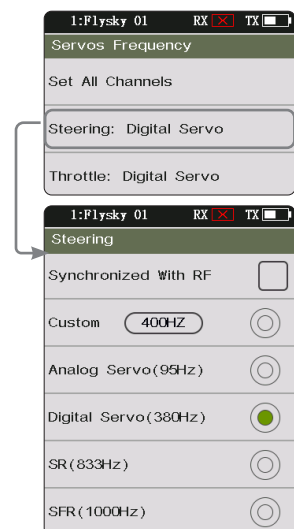 1:Flysky 01 RX TX
Servos Frequency
Set All Channels
Steering: Digital Servo
Throttle: Digital Servo
1:Flysky 01 RX TX
Steering
Synchronized With RF
Custom 400HZ
Analog Servo(95Hz)
Digital Servo(380Hz)
SR(833Hz)
SFR(1000Hz)